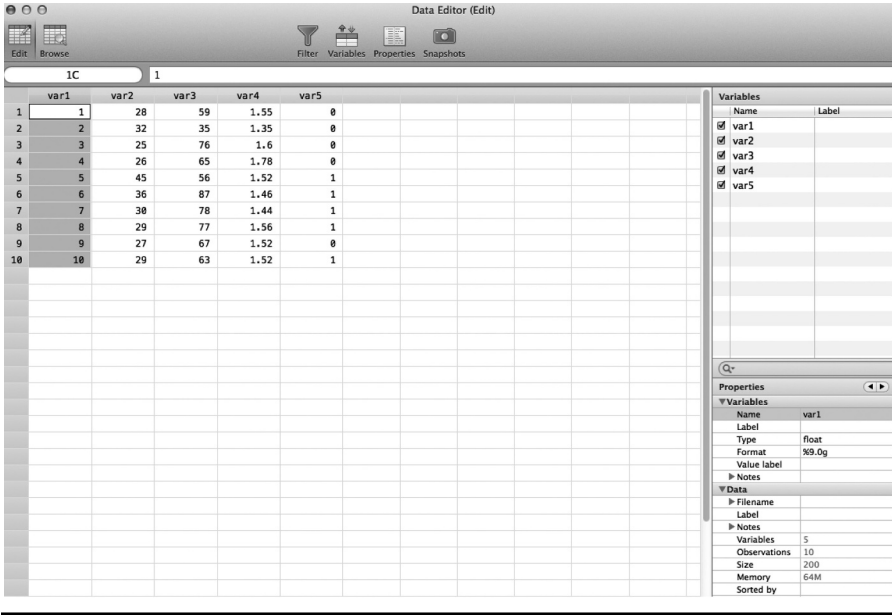 Data Editor (Edit)
Edit Browse Filter Variables Properties Snapshots
1C 1
var1 var2 var3 var4 var5
1 1 28 59 1.55 0
2 2 32 35 1.35 0
3 3 25 76 1.6 0
4 4 26 65 1.78 0
5 5 45 56 1.52 1
6 6 36 87 1.46 1
7 7 30 78 1.44 1
8 8 29 77 1.56 1
9 9 27 67 1.52 0
10 10 29 63 1.52 1
Variables
Name Label
var1
var2
var3
var4
var5
Properties
Variables
Name var1
Label
Type float
Format %9.0g
Value label
Notes
Data
Filename
Label
Notes
Variables 5
Observations 10
Size 200
Memory 64M
Sorted by